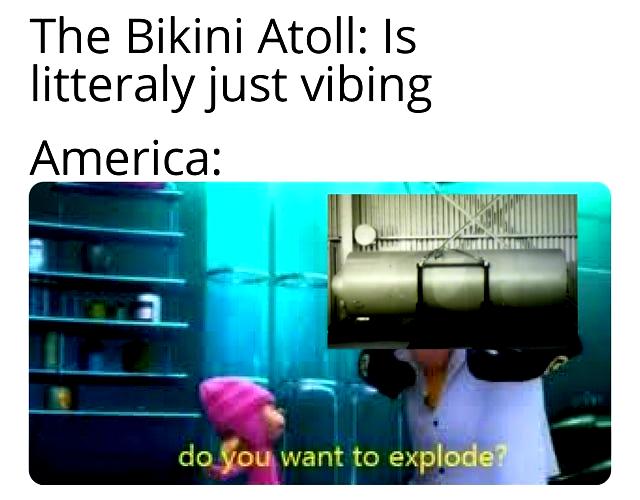 The Bikini Atoll: Is
litteraly just vibing
America:
do you want to explode?